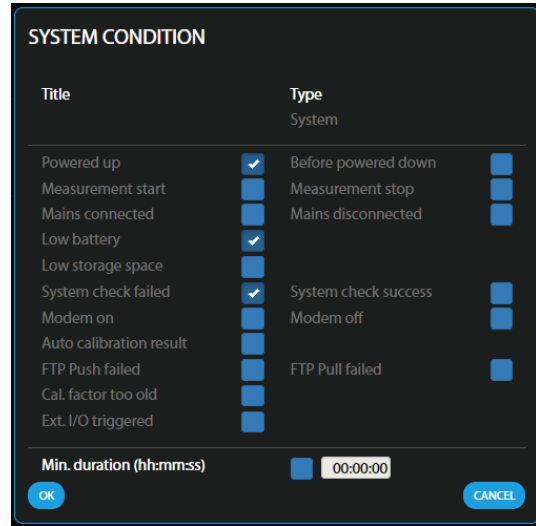 SYSTEM CONDITION
Title Type
System
Powered up Before powered down
Measurement start Measurement stop
Mains connected Mains disconnected
Low battery
Low storage space
System check failed System check success
Modem on Modem off
Auto calibration result
FTP Push failed FTP Pull failed
Cal. factor too old
Ext. I/O triggered
Min. duration (hh:mm:ss) 00:00:00
OK CANCEL